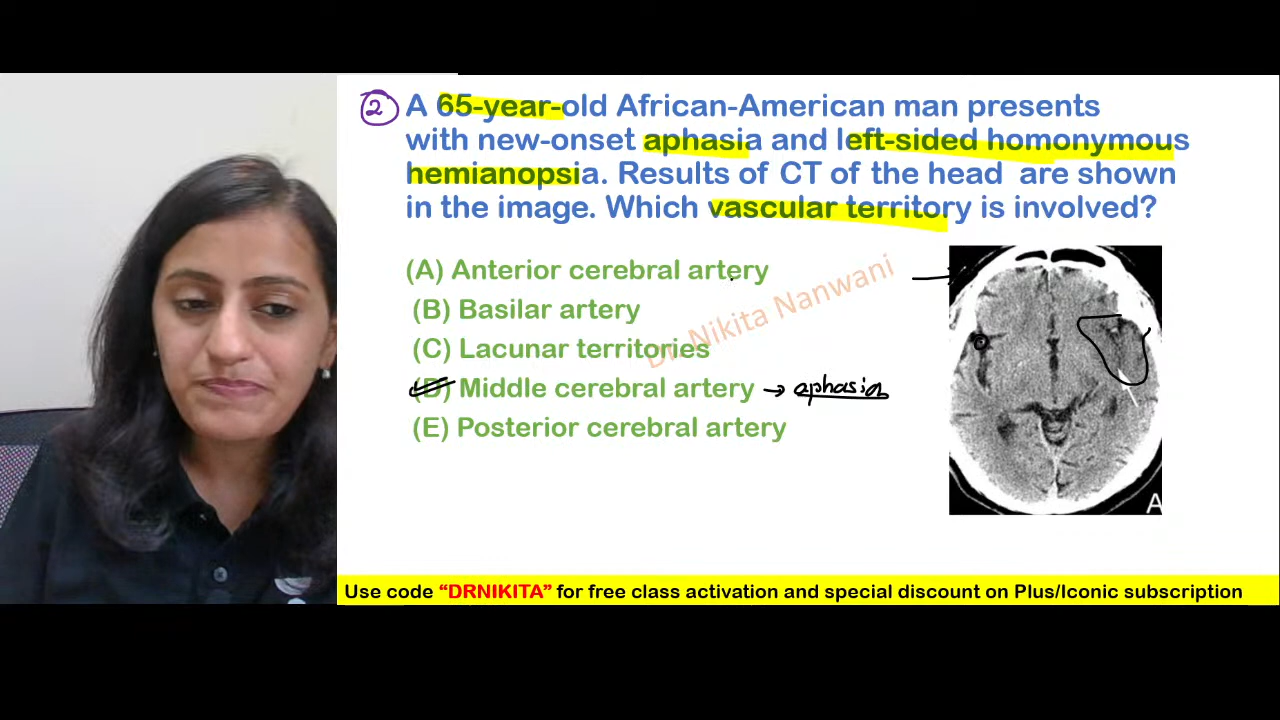 2 A 65-year-old African-American man presents
with new-onset aphasia and left-sided homonymous
hemianopsia. Results of CT of the head are shown
in the image. Which vascular territory is involved?
(A) Anterior cerebral artery
(B) Basilar artery
(C) Lacunar territories
(D) Middle cerebral artery → aphasia
(E) Posterior cerebral artery
Dr. Nikita Nanwani
A
Use code “DRNIKITA” for free class activation and special discount on Plus/Iconic subscription